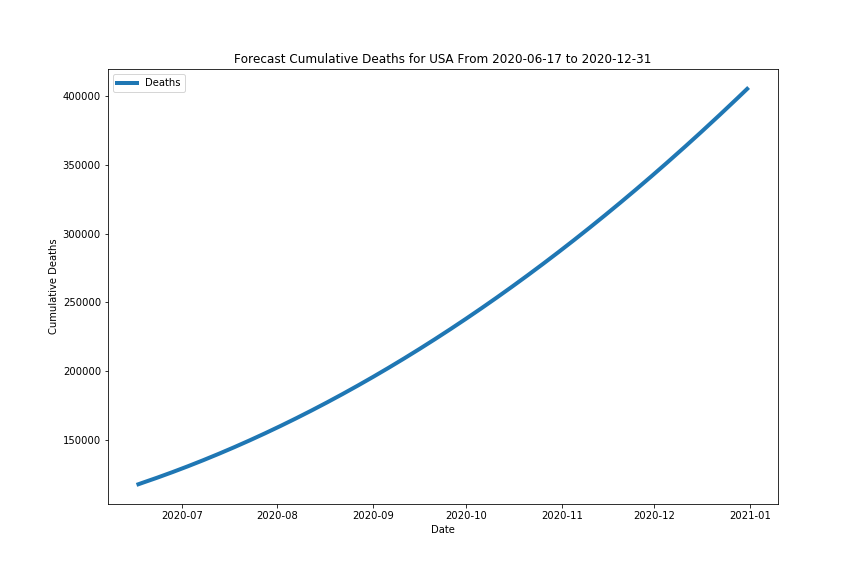 Forecast Cumulative Deaths for USA From 2020-06-17 to 2020-12-31
Deaths
400000
350000
300000
250000
200000
150000
Cumulative Deaths
2020-07 2020-08 2020-09 2020-10 2020-11 2020-12 2021-01
Date